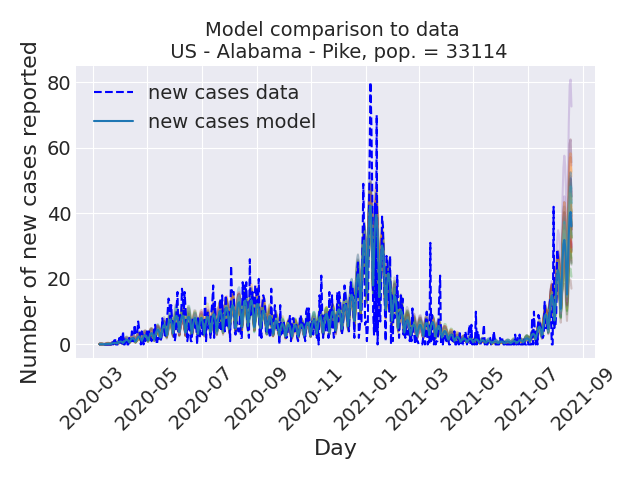 Model comparison to data
US - Alabama - Pike, pop. = 33114
Number of new cases reported
80
60
40
20
0
new cases data
new cases model
2020-03
2020-05
2020-07
2020-09
2020-11
2021-01
2021-03
2021-05
2021-07
2021-09
Day